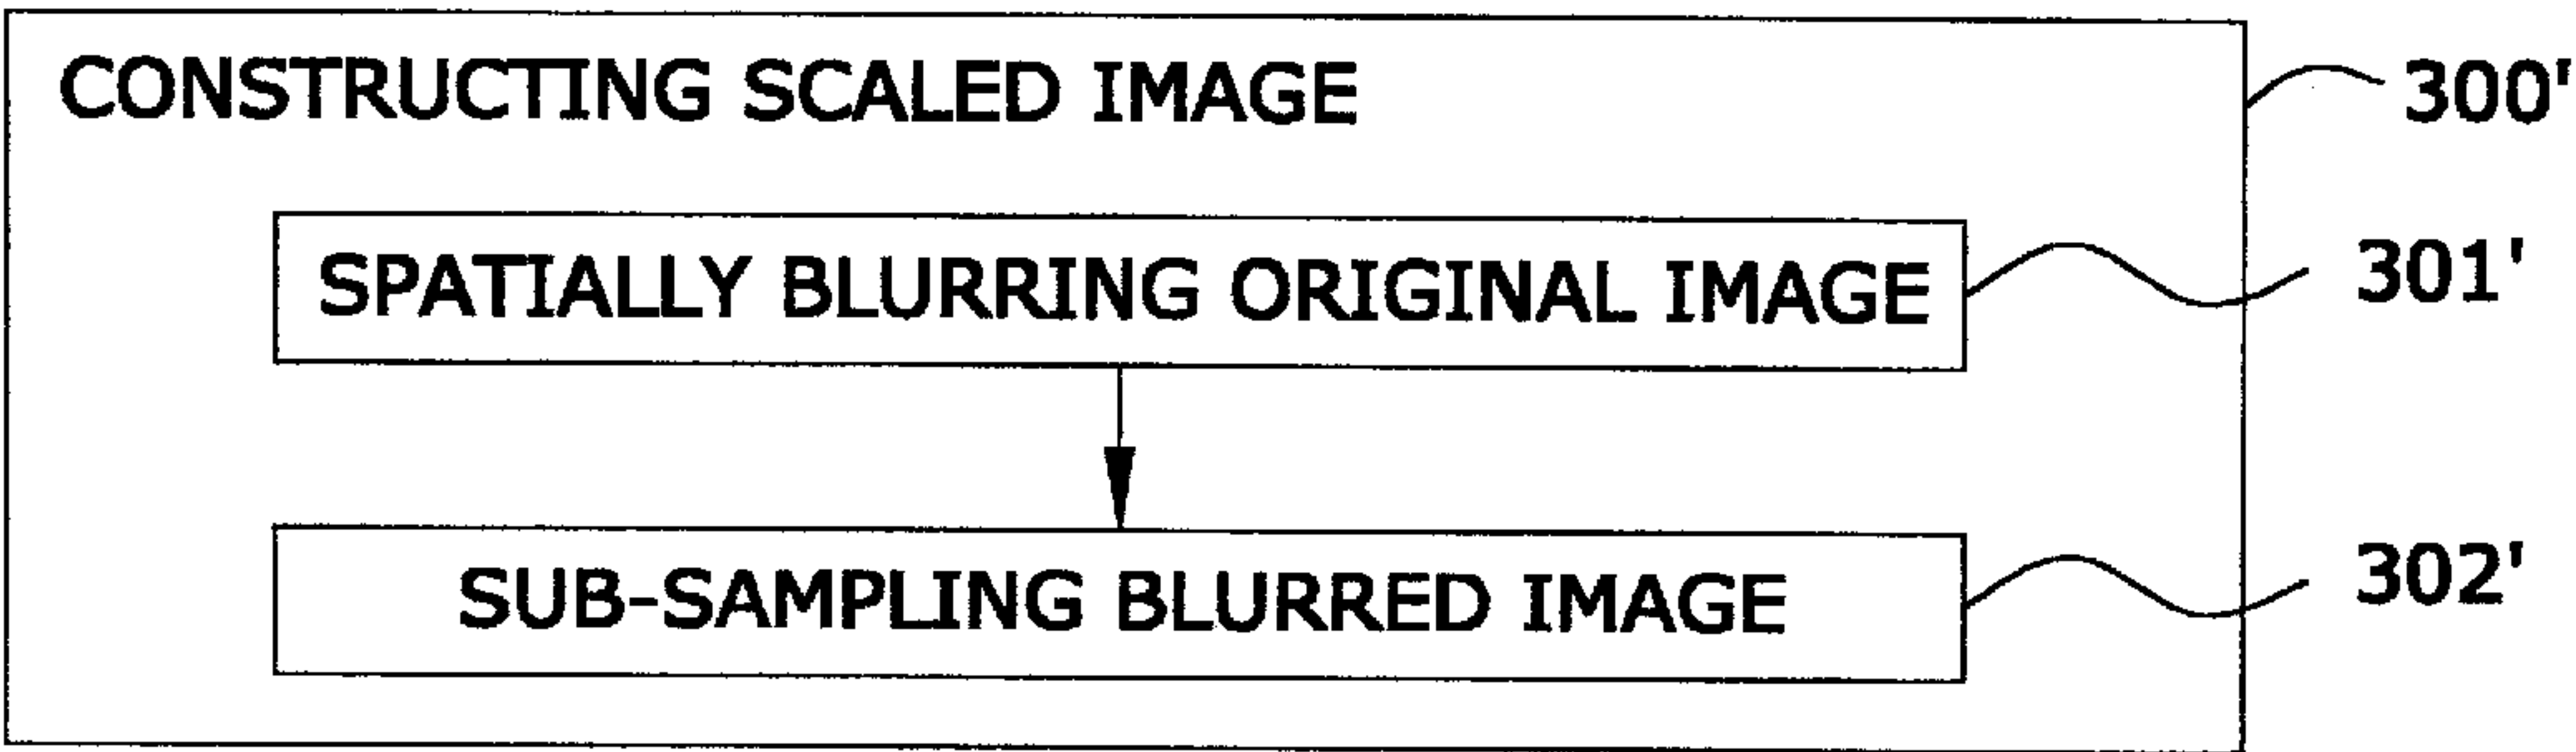 CONSTRUCTING SCALED IMAGE 300'
SPATIALLY BLURRING ORIGINAL IMAGE 301'
SUB-SAMPLING BLURRED IMAGE 302'